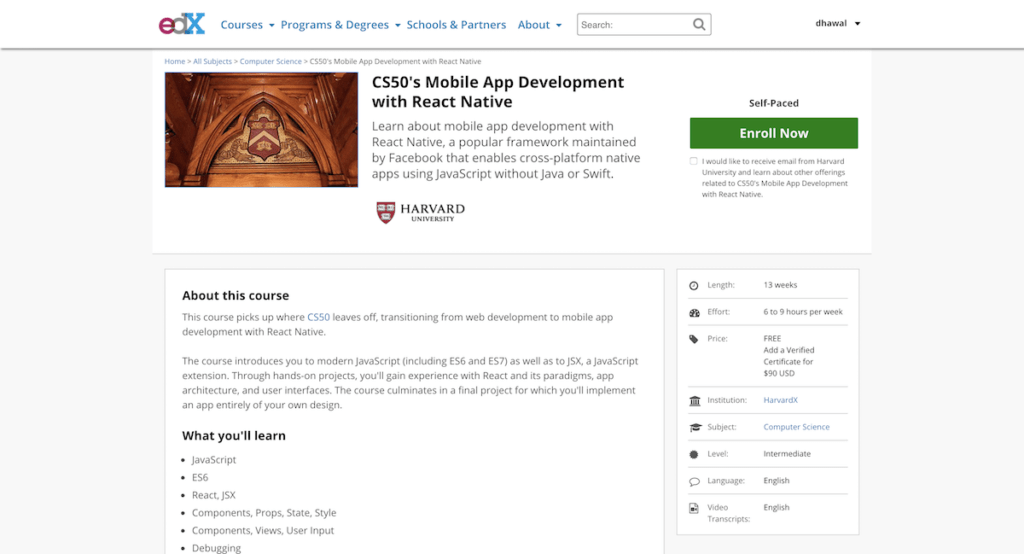 edX
Courses Programs & Degrees Schools & Partners About Search: dhawal
Home > All Subjects > Computer Science > CS50's Mobile App Development with React Native
CS50's Mobile App Development
with React Native
Learn about mobile app development with
React Native, a popular framework maintained
by Facebook that enables cross-platform native
apps using JavaScript without Java or Swift.
HARVARD
UNIVERSITY
Self-Paced
Enroll Now
I would like to receive email from Harvard
University and learn about other offerings
related to CS50's Mobile App Development
with React Native.
About this course
This course picks up where CS50 leaves off, transitioning from web development to mobile app
development with React Native.
The course introduces you to modern JavaScript (including ES6 and ES7) as well as to JSX, a JavaScript
extension. Through hands-on projects, you'll gain experience with React and its paradigms, app
architecture, and user interfaces. The course culminates in a final project for which you'll implement
an app entirely of your own design.
What you'll learn
• JavaScript
• ES6
• React, JSX
• Components, Props, State, Style
• Components, Views, User Input
• Debugging
Length: 13 weeks
Effort: 6 to 9 hours per week
Price: FREE
Add a Verified
Certificate for
$90 USD
Institution: HarvardX
Subject: Computer Science
Level: Intermediate
Language: English
Video English
Transcripts: